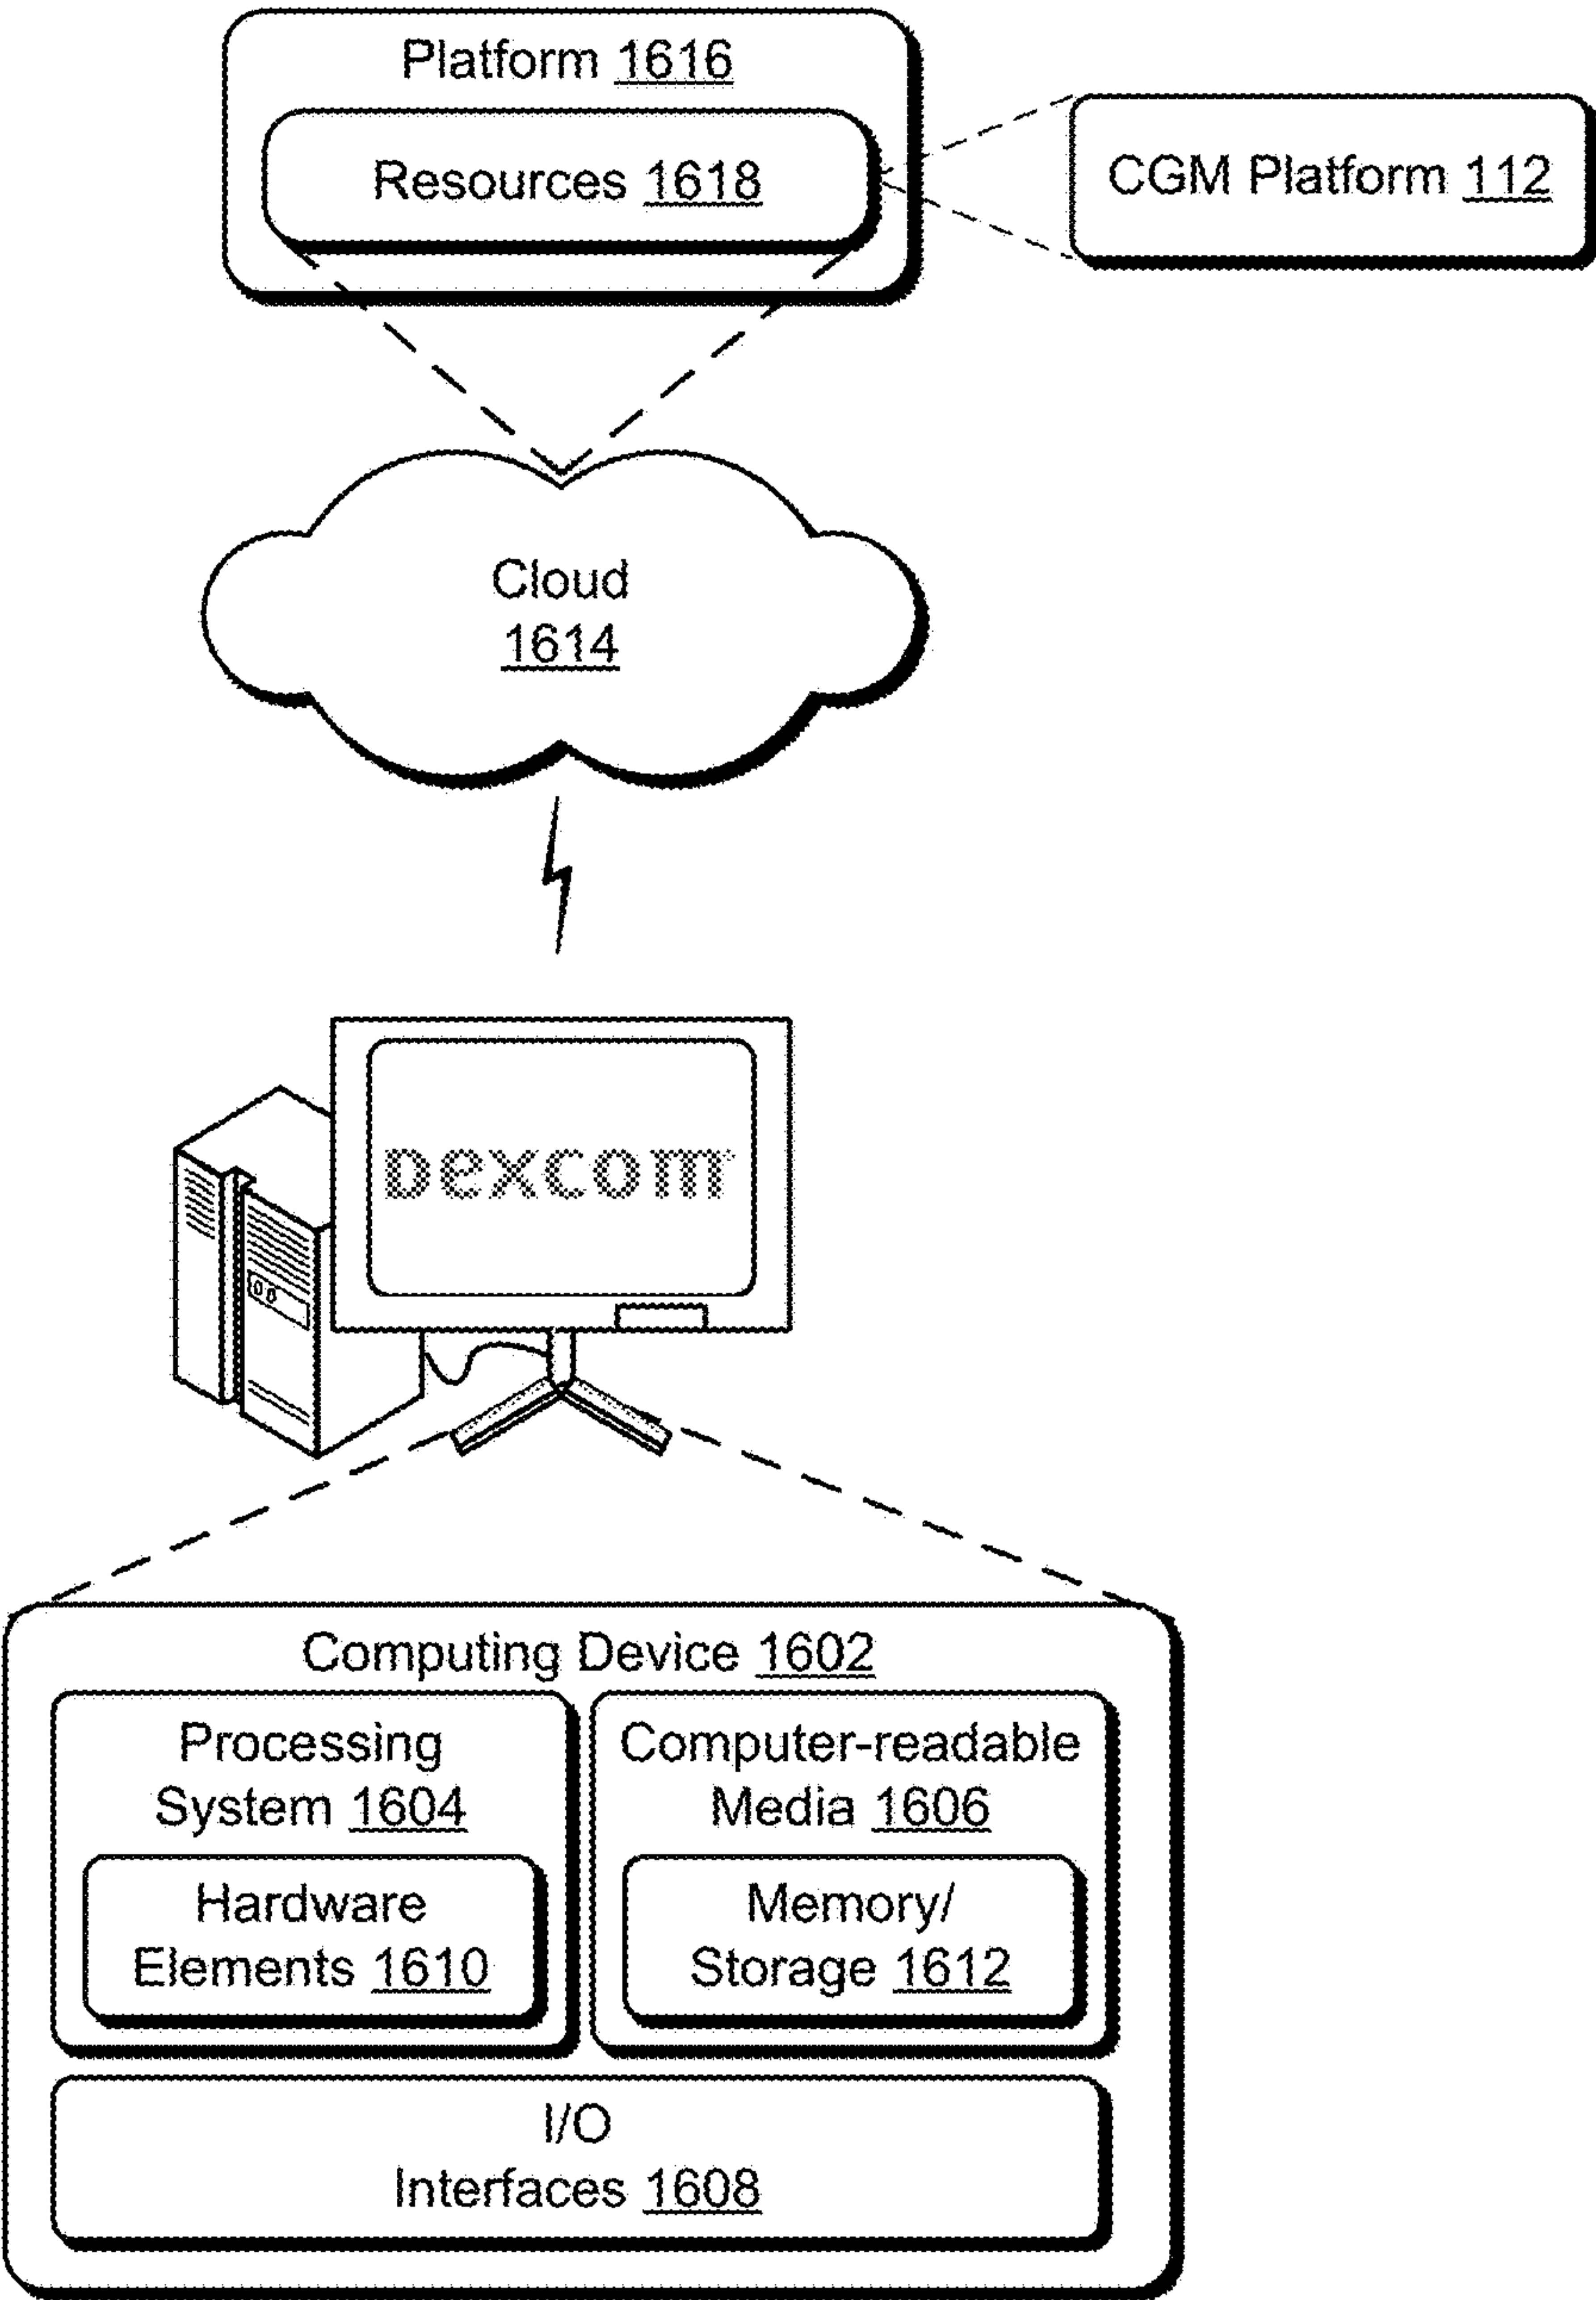 Platform 1616
Resources 1618
CGM Platform 112
Cloud
1614
Dexcom
Computing Device 1602
Processing
System 1604
Computer-readable
Media 1606
Hardware
Elements 1610
Memory/
Storage 1612
I/O
Interfaces 1608